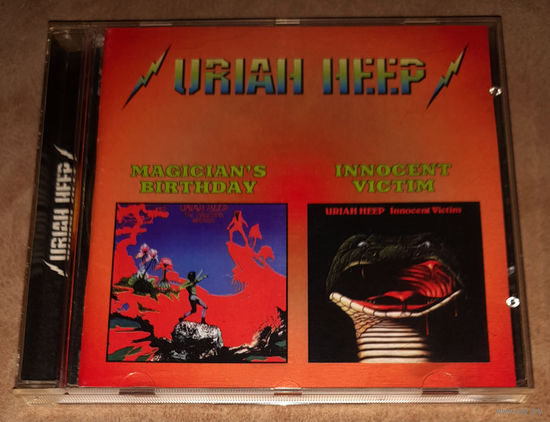 URIAH HEEP
MAGICIAN'S
BIRTHDAY
INNOCENT
VICTIM
URIAH HEEP
URIAH HEEP Innocent Victim
URIAH HEEP